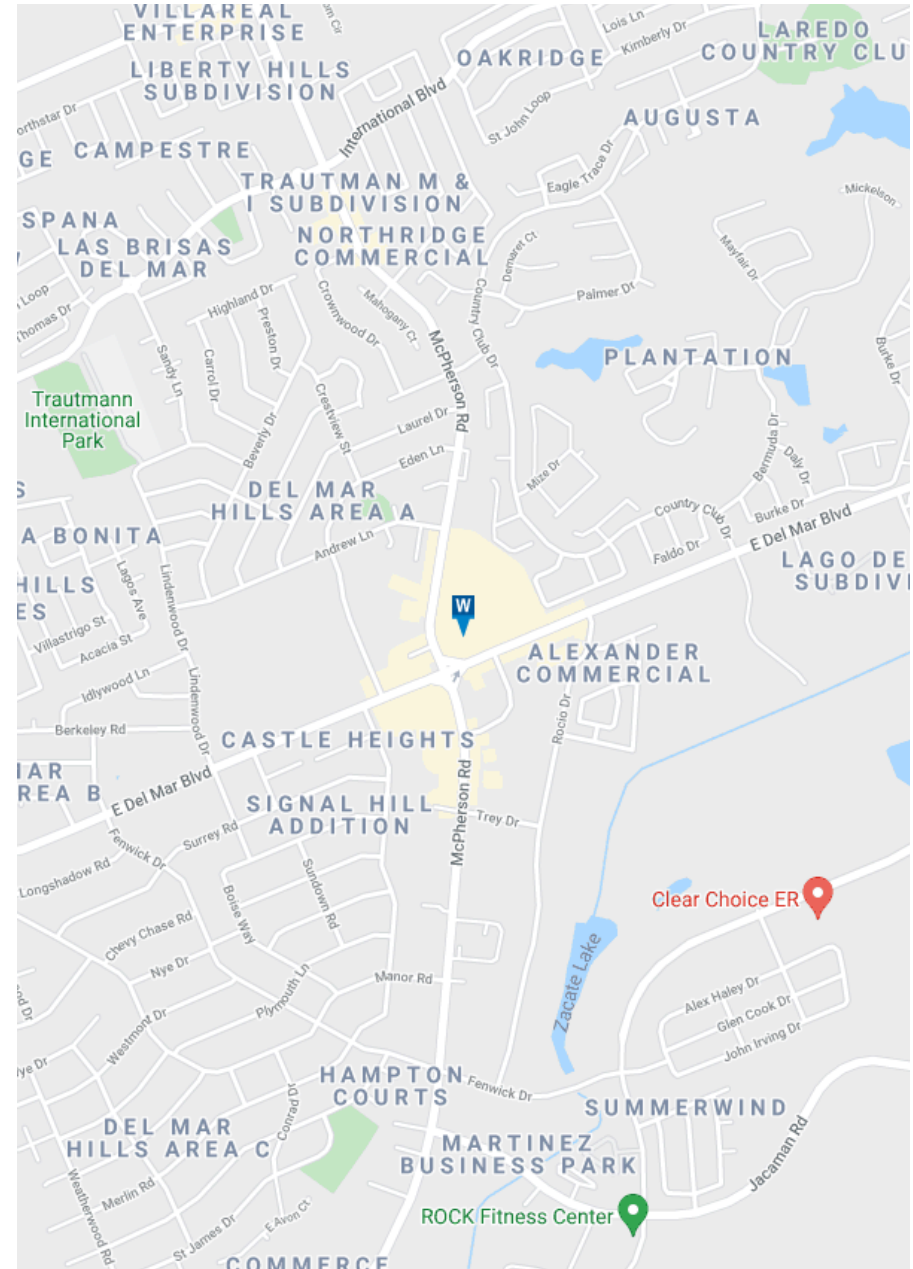 VILLAREAL
ENTERPRISE
Lois Ln
Kimberly Dr
LAREDO
COUNTRY CLU
OAKRIDGE
LIBERTY HILLS
SUBDIVISION
International Blvd
St John Loop
AUGUSTA
orthstar Dr
GE
CAMPESTRE
TRAUTMAN M &
I SUBDIVISION
Eagle Trace Dr
Mickelson
SPANA
NORTHRIDGE
COMMERCIAL
LAS BRISAS
DEL MAR
Demaret Ct
Mayfair Dr
Loop
Thomas Dr
Highland Dr
Crownwood Dr
Mahogany Ct
Country Club Dr
Palmer Dr
Preston Dr
McPherson Rd
PLANTATION
Burke Dr
Sandy Ln
Carrol Dr
Crestview St
Trautmann
International
Park
Laurel Dr
Beverly Dr
Eden Ln
Bermuda Dr
Daly Dr
Mize Dr
DEL MAR
HILLS AREA A
Country Club Dr
Burke Dr
E Del Mar Blvd
A BONITA
Andrew Ln
Faldo Dr
LAGO DE
SUBDIVI
HILLS
ES
Lagos Ave
Lindenwood Dr
W
Villastrigo St
Acacia St
ALEXANDER
COMMERCIAL
Idlywood Ln
Lindenwood Dr
Rocio Dr
Berkeley Rd
CASTLE HEIGHTS
REA B
E Del Mar Blvd
McPherson Rd
SIGNAL HILL
ADDITION
Trey Dr
Fenwick Dr
Surrey Rd
Longshadow Rd
Sundown Rd
Boise Way
Clear Choice ER
Chevy Chase Rd
Nye Dr
Zacate Lake
Plymouth Ln
Manor Rd
Alex Haley Dr
Glen Cook Dr
John Irving Dr
Westmont Dr
HAMPTON
COURTS
Fenwick Dr
SUMMERWIND
Conrad Dr
DEL MAR
HILLS AREA C
MARTINEZ
BUSINESS PARK
Jacaman Rd
Weatherwood Rd
Merlin Rd
E Avon Ct
St James Dr
ROCK Fitness Center
COMMERCE